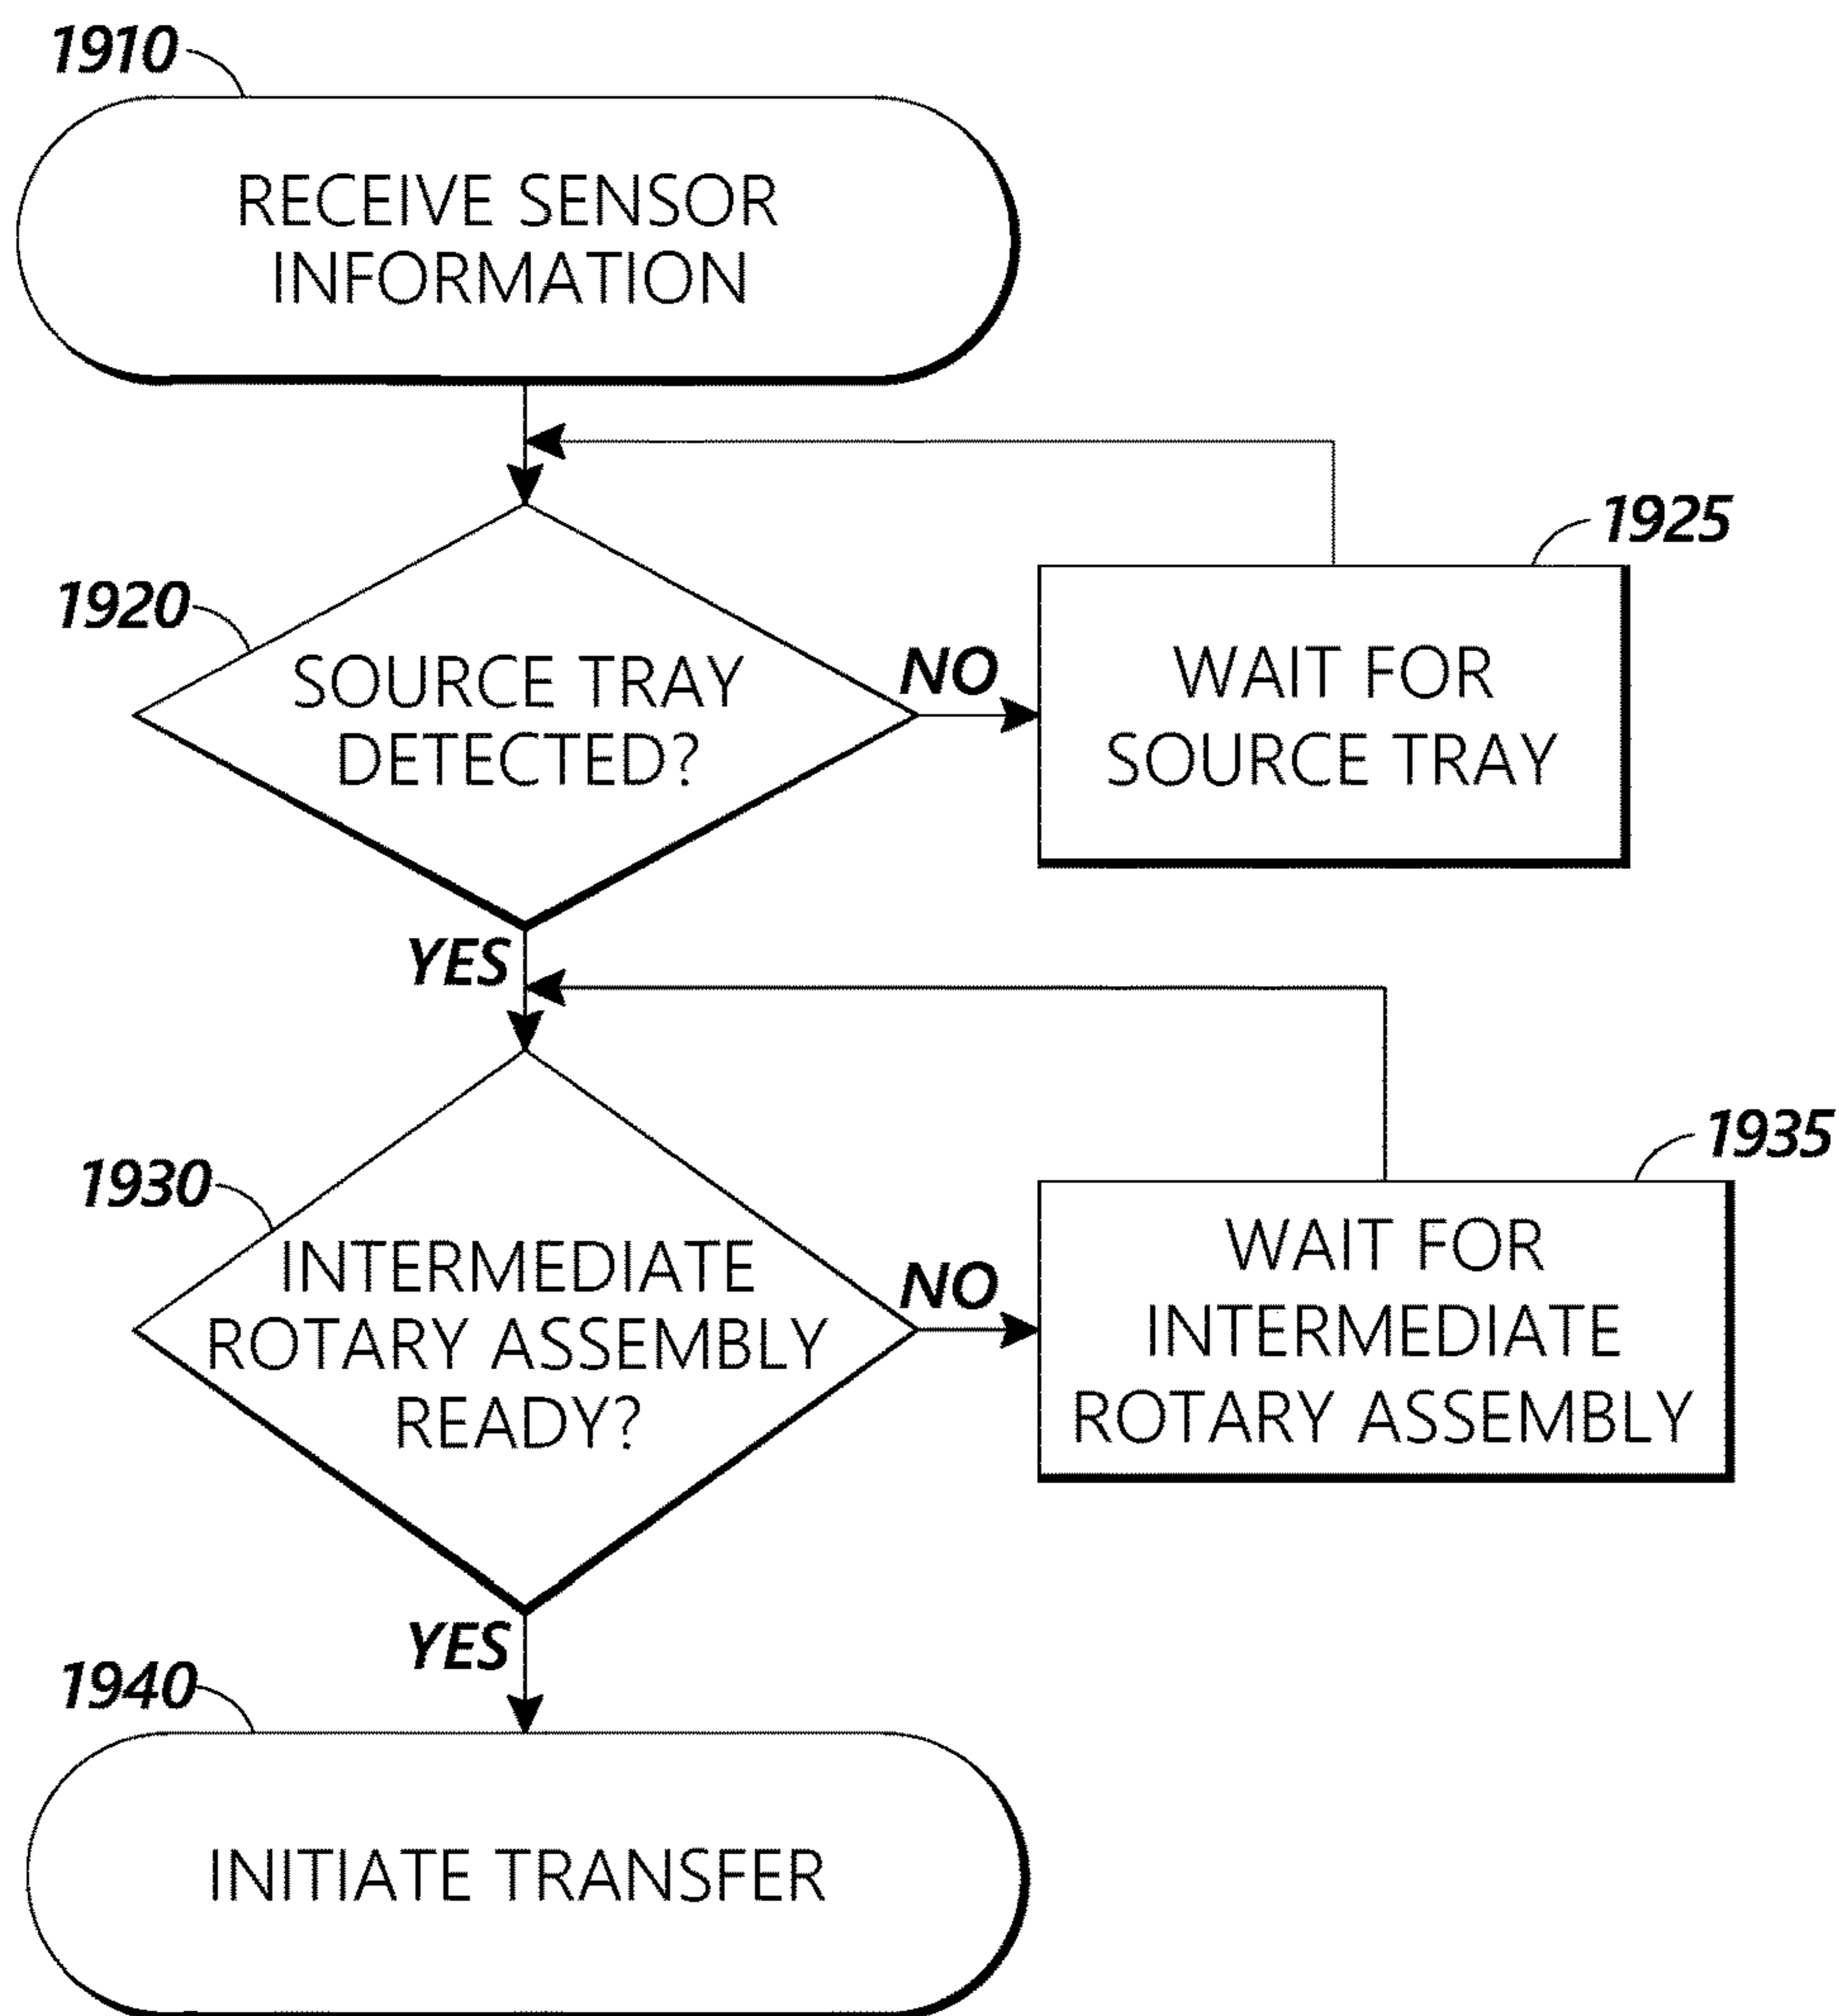 1910
RECEIVE SENSOR
INFORMATION
1920
SOURCE TRAY
DETECTED?
NO
1925
WAIT FOR
SOURCE TRAY
YES
1930
INTERMEDIATE
ROTARY ASSEMBLY
READY?
NO
1935
WAIT FOR
INTERMEDIATE
ROTARY ASSEMBLY
YES
1940
INITIATE TRANSFER